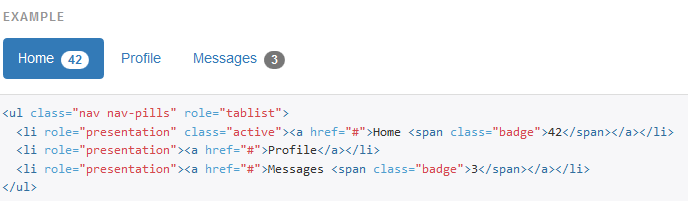 EXAMPLE
Home 42 Profile Messages 3
<ul class="nav nav-pills" role="tablist">
  <li role="presentation" class="active"><a href="#">Home <span class="badge">42</span></a></li>
  <li role="presentation"><a href="#">Profile</a></li>
  <li role="presentation"><a href="#">Messages <span class="badge">3</span></a></li>
</ul>